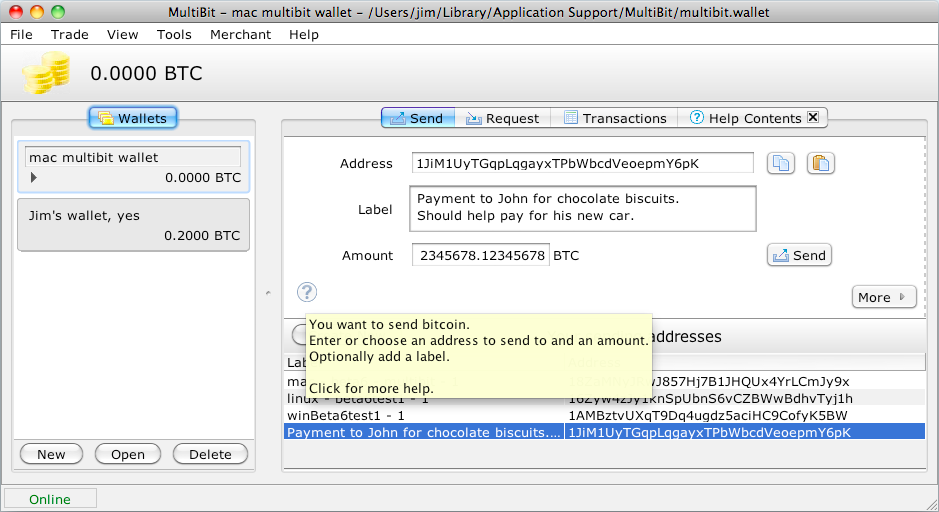 MultiBit - mac multibit wallet - /Users/jim/Library/Application Support/MultiBit/multibit.wallet
File Trade View Tools Merchant Help
0.0000 BTC
Wallets
mac multibit wallet
0.0000 BTC
Jim's wallet, yes
0.2000 BTC
New Open Delete
Send Request Transactions Help Contents
Address 1JiM1UyTGqpLqgayxTPbWbcdVeoepmY6pK
Label Payment to John for chocolate biscuits.
Should help pay for his new car.
Amount 2345678.12345678 BTC Send
More
You want to send bitcoin.
Enter or choose an address to send to and an amount.
Optionally add a label.
Click for more help.
addresses
J857Hj7B1JHQUx4YrLCmJy9x
linux - beta6test1 - 1 16Zyw4zJy1knSpUbnS6vCZBWwBdhvTyj1h
winBeta6test1 - 1 1AMBztvUXqT9Dq4ugdz5aciHC9CofyK5BW
Payment to John for chocolate biscuits.... 1JiM1UyTGqpLqgayxTPbWbcdVeoepmY6pK
Online